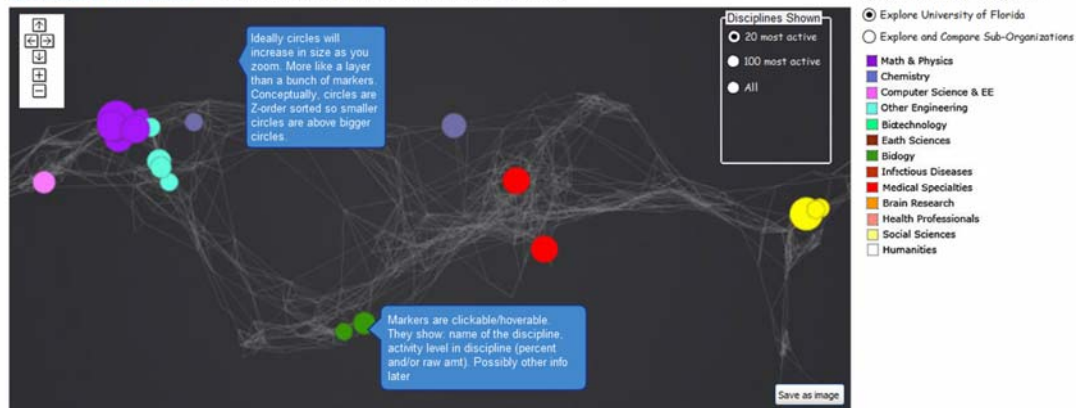 Ideally circles will
increase in size as you
zoom. More like a layer
than a bunch of markers.
Conceptually, circles are
Z-order sorted so smaller
circles are above bigger
circles.
Disciplines Shown
20 most active
100 most active
All
Markers are clickable/hoverable.
They show: name of the discipline,
activity level in discipline (percent
and/or raw amt). Possibly other info
later
Save as image
Explore University of Florida
Explore and Compare Sub-Organizations
Math & Physics
Chemistry
Computer Science & EE
Other Engineering
Biotechnology
Earth Sciences
Biology
Infectious Diseases
Medical Specialties
Brain Research
Health Professionals
Social Sciences
Humanities